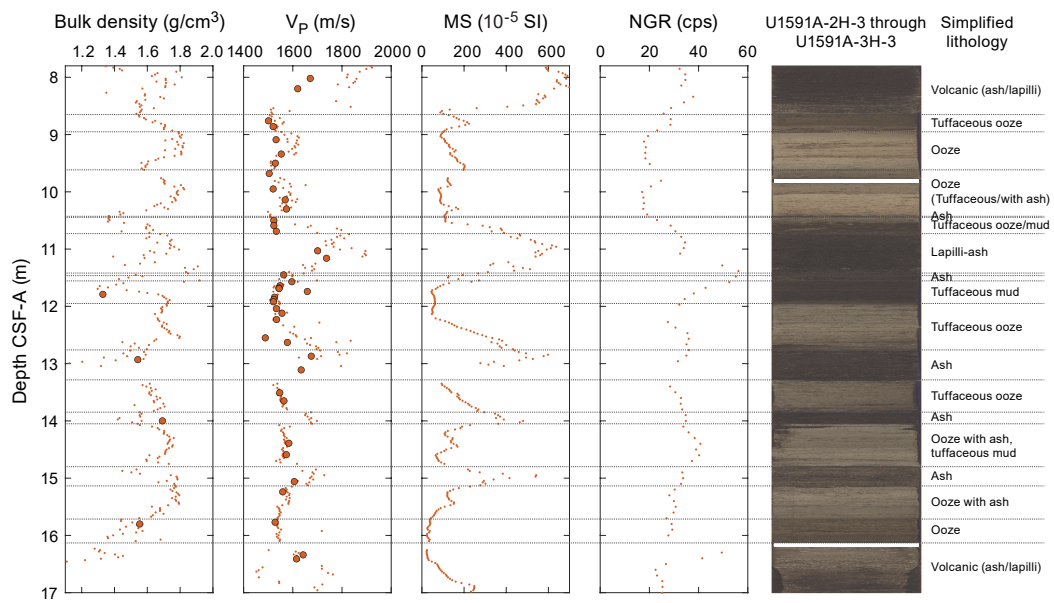 Bulk density (g/cm3)
VP (m/s)
MS (10-5 SI)
NGR (cps)
U1591A-2H-3 through
U1591A-3H-3
Simplified
lithology
1.2 1.4 1.6 1.8 2.0
1400 1600 1800 2000
0 200 400 600
0 20 40 60
Depth CSF-A (m)
8
9
10
11
12
13
14
15
16
17
Volcanic (ash/lapilli)
Tuffaceous ooze
Ooze
Ooze
(Tuffaceous/with ash)
Ash
Tuffaceous ooze/mud
Lapilli-ash
Ash
Tuffaceous mud
Tuffaceous ooze
Ash
Tuffaceous ooze
Ash
Ooze with ash,
tuffaceous mud
Ash
Ooze with ash
Ooze
Volcanic (ash/lapilli)